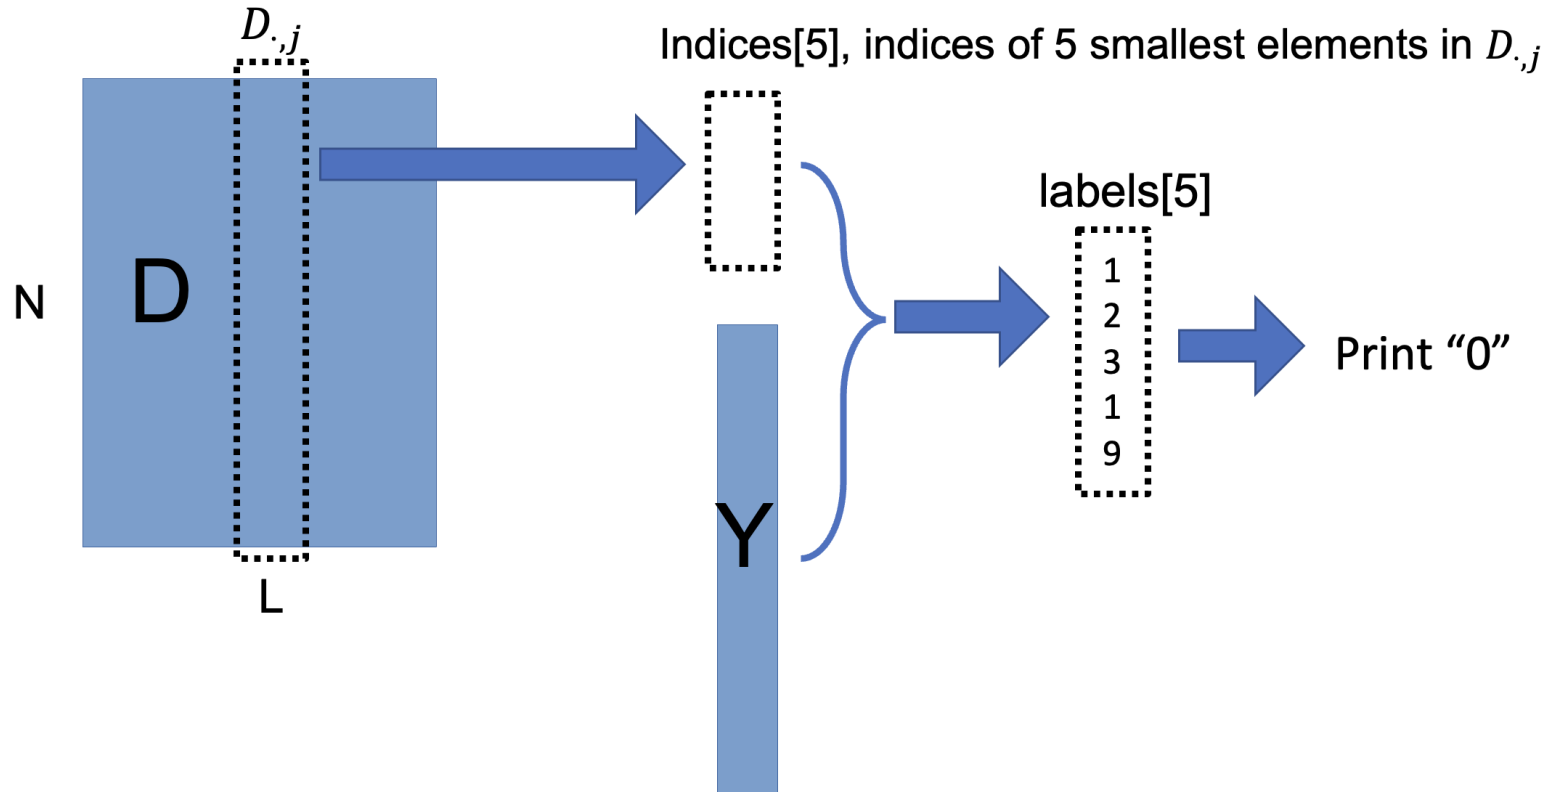 D.,j
Indices[5], indices of 5 smallest elements in D.,j
labels[5]
N
D
1
2
3
1
9
Print “0”
Y
L